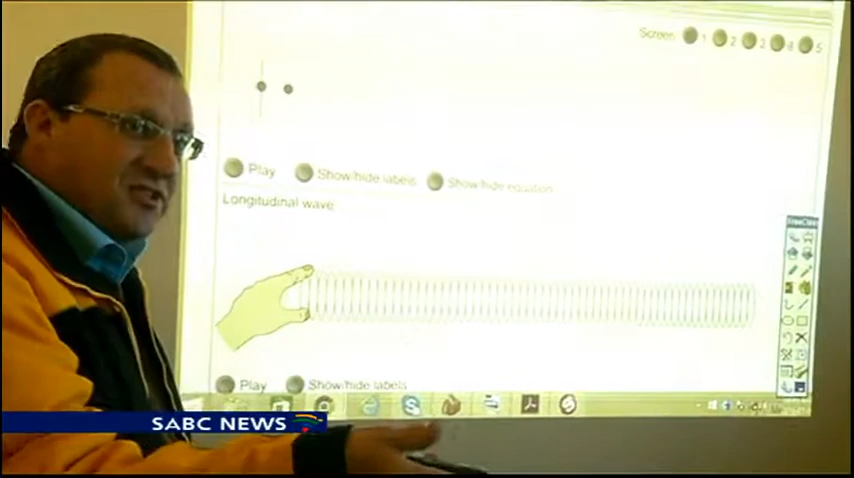 Screen 1 2 3 4 5
Play Show/hide labels Show/hide equation
Longitudinal wave
Play Show/hide labels
SABC NEWS